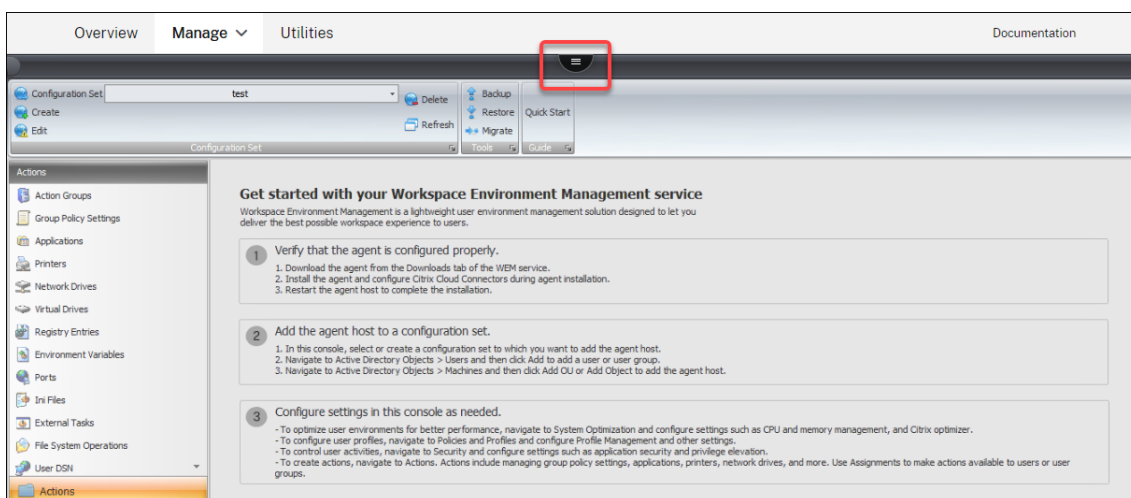 Overview Manage Utilities Documentation
Configuration Set test Delete Backup
Create Restore Quick Start
Edit Refresh Migrate
Configuration Set Tools Guide
Actions
Action Groups
Group Policy Settings
Applications
Printers
Network Drives
Virtual Drives
Registry Entries
Environment Variables
Ports
Ini Files
External Tasks
File System Operations
User DSN
Actions
Get started with your Workspace Environment Management service
Workspace Environment Management is a lightweight user environment management solution designed to let you
deliver the best possible workspace experience to users.
1 Verify that the agent is configured properly.
1. Download the agent from the Downloads tab of the WEM service.
2. Install the agent and configure Citrix Cloud Connectors during agent installation.
3. Restart the agent host to complete the installation.
2 Add the agent host to a configuration set.
1. In this console, select or create a configuration set to which you want to add the agent host.
2. Navigate to Active Directory Objects > Users and then click Add to add a user or user group.
3. Navigate to Active Directory Objects > Machines and then click Add OU or Add Object to add the agent host.
3 Configure settings in this console as needed.
- To optimize user environments for better performance, navigate to System Optimization and configure settings such as CPU and memory management, and Citrix optimizer.
- To configure user profiles, navigate to Policies and Profiles and configure Profile Management and other settings.
- To control user activities, navigate to Security and configure settings such as application security and privilege elevation.
- To create actions, navigate to Actions. Actions include managing group policy settings, applications, printers, network drives, and more. Use Assignments to make actions available to users or user
groups.